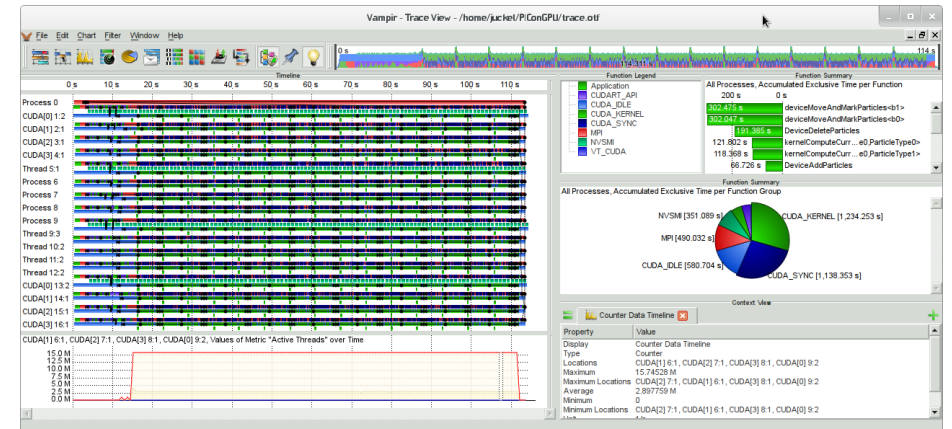 Vampir - Trace View - /home/juckel/PIConGPU/trace.otf
File Edit Chart Filter Window Help
0 s 114 s
114.311 s
Timeline
0 s 10 s 20 s 30 s 40 s 50 s 60 s 70 s 80 s 90 s 100 s 110 s
Process 0
CUDA[0] 1:2
CUDA[1] 2:1
CUDA[2] 3:1
CUDA[3] 4:1
Thread 5:1
Process 6
Process 7
Process 8
Process 9
Thread 9:3
Thread 10:2
Thread 11:2
Thread 12:2
CUDA[0] 13:2
CUDA[1] 14:1
CUDA[2] 15:1
CUDA[3] 16:1
CUDA[1] 6:1, CUDA[2] 7:1, CUDA[3] 8:1, CUDA[0] 9:2, Values of Metric "Active Threads" over Time
15.0 M
12.5 M
10.0 M
7.5 M
5.0 M
2.5 M
0.0 M
Function Legend
Application
CUDART_API
CUDA_IDLE
CUDA_KERNEL
CUDA_SYNC
MPI
NVSMI
VT_CUDA
Function Summary
All Processes, Accumulated Exclusive Time per Function
200 s 0 s
302.475 s deviceMoveAndMarkParticles<b1>
302.047 s deviceMoveAndMarkParticles<b0>
191.385 s DeviceDeleteParticles
121.802 s kernelComputeCurr...e0,ParticleType0>
118.368 s kernelComputeCurr...e0,ParticleType1>
66.726 s DeviceAddParticles
Function Summary
All Processes, Accumulated Exclusive Time per Function Group
NVSMI [351.089 s]
CUDA_KERNEL [1,234.253 s]
MPI [490.032 s]
CUDA_IDLE [580.704 s]
CUDA_SYNC [1,138.353 s]
Context View
Counter Data Timeline
Property Value
Display Counter Data Timeline
Type Counter
Locations CUDA[1] 6:1, CUDA[2] 7:1, CUDA[3] 8:1, CUDA[0] 9:2
Maximum 15.74528 M
Maximum Locations CUDA[2] 7:1, CUDA[1] 6:1, CUDA[3] 8:1, CUDA[0] 9:2
Average 2.897759 M
Minimum 0
Minimum Locations CUDA[2] 7:1, CUDA[1] 6:1, CUDA[3] 8:1, CUDA[0] 9:2